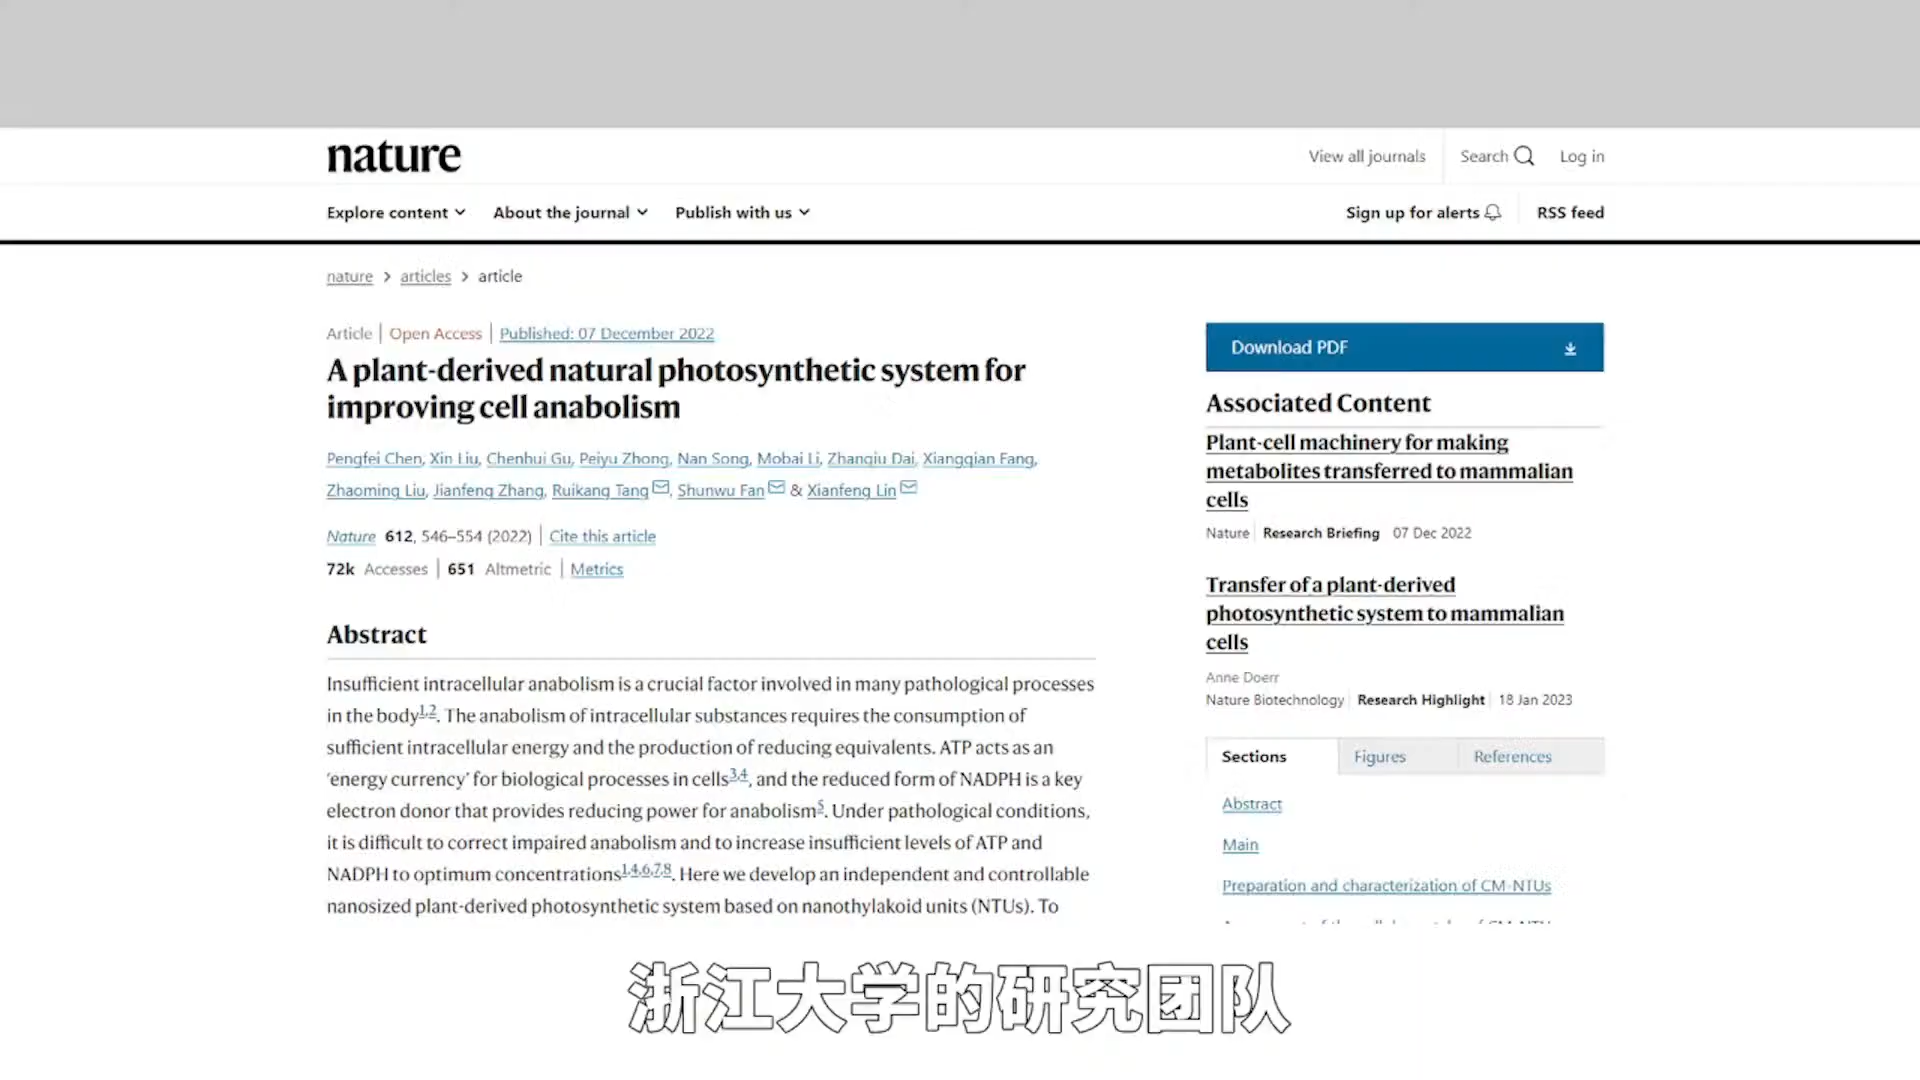 nature
View all journals
Search
Log in
Explore content
About the journal
Publish with us
Sign up for alerts
RSS feed
nature > articles > article
Article | Open Access | Published: 07 December 2022
A plant-derived natural photosynthetic system for
improving cell anabolism
Pengfei Chen, Xin Liu, Chenhui Gu, Peiyu Zhong, Nan Song, Mobai Li, Zhanqiu Dai, Xiangqian Fang,
Zhaoming Liu, Jianfeng Zhang, Ruikang Tang, Shunwu Fan & Xianfeng Lin
Nature 612, 546–554 (2022) | Cite this article
72k Accesses | 651 Altmetric | Metrics
Abstract
Insufficient intracellular anabolism is a crucial factor involved in many pathological processes
in the body1,2. The anabolism of intracellular substances requires the consumption of
sufficient intracellular energy and the production of reducing equivalents. ATP acts as an
‘energy currency’ for biological processes in cells3,4, and the reduced form of NADPH is a key
electron donor that provides reducing power for anabolism5. Under pathological conditions,
it is difficult to correct impaired anabolism and to increase insufficient levels of ATP and
NADPH to optimum concentrations1,4,6,7,8. Here we develop an independent and controllable
nanosized plant-derived photosynthetic system based on nanothylakoid units (NTUs). To
Download PDF
Associated Content
Plant-cell machinery for making
metabolites transferred to mammalian
cells
Nature | Research Briefing | 07 Dec 2022
Transfer of a plant-derived
photosynthetic system to mammalian
cells
Anne Doerr
Nature Biotechnology | Research Highlight | 18 Jan 2023
Sections
Figures
References
Abstract
Main
Preparation and characterization of CM-NTUs
浙江大学的研究团队